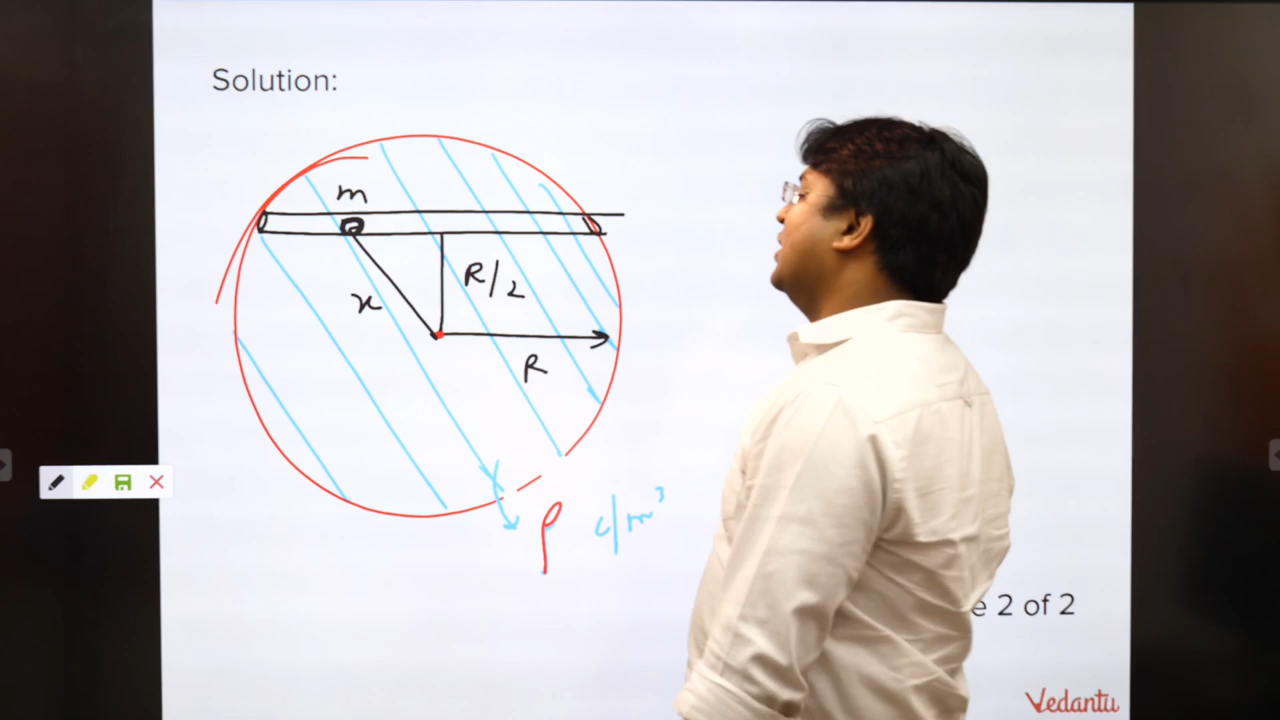 Solution:
m
R/2
x
R
ρ c/m³
e 2 of 2
Vedantu